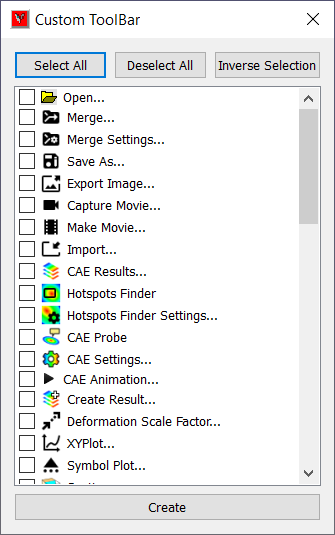 Custom ToolBar
Select All Deselect All Inverse Selection
Open...
Merge...
Merge Settings...
Save As...
Export Image...
Capture Movie...
Make Movie...
Import...
CAE Results...
Hotspots Finder
Hotspots Finder Settings...
CAE Probe
CAE Settings...
CAE Animation...
Create Result...
Deformation Scale Factor...
XYPlot...
Symbol Plot...
Create